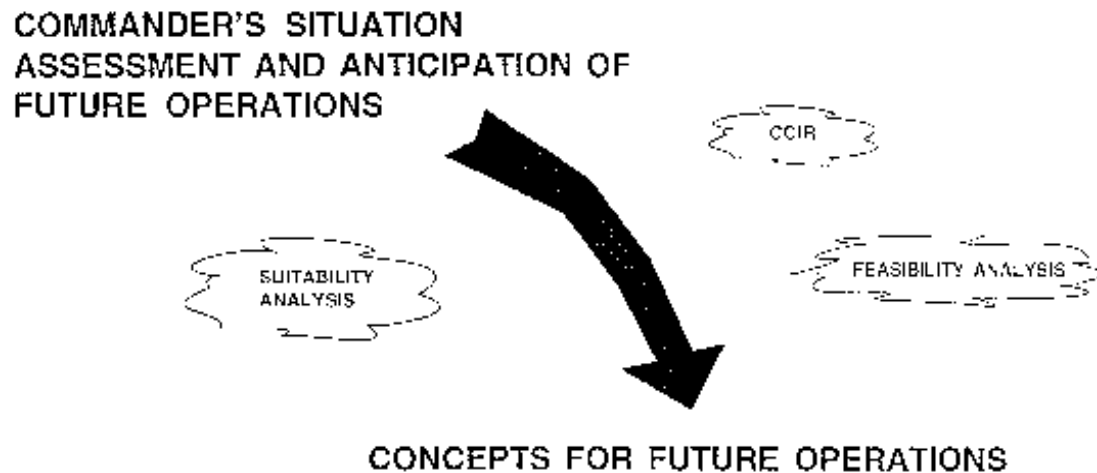 COMMANDER'S SITUATION
ASSESSMENT AND ANTICIPATION OF
FUTURE OPERATIONS
CCIR
SUITABILITY
ANALYSIS
FEASIBILITY ANALYSIS
CONCEPTS FOR FUTURE OPERATIONS